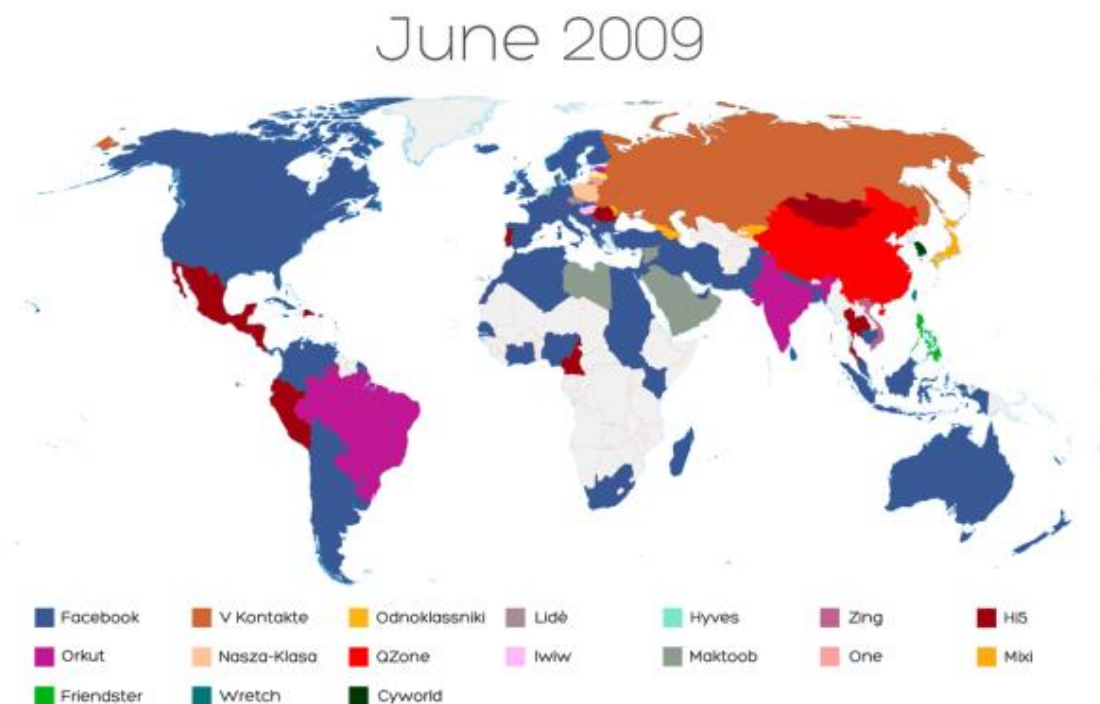 June 2009
Facebook V Kontakte Odnoklassniki Lidè Hyves Zing Hi5
Orkut Nasza-Klasa QZone Iwiw Maktoob One Mixi
Friendster Wretch Cyworld